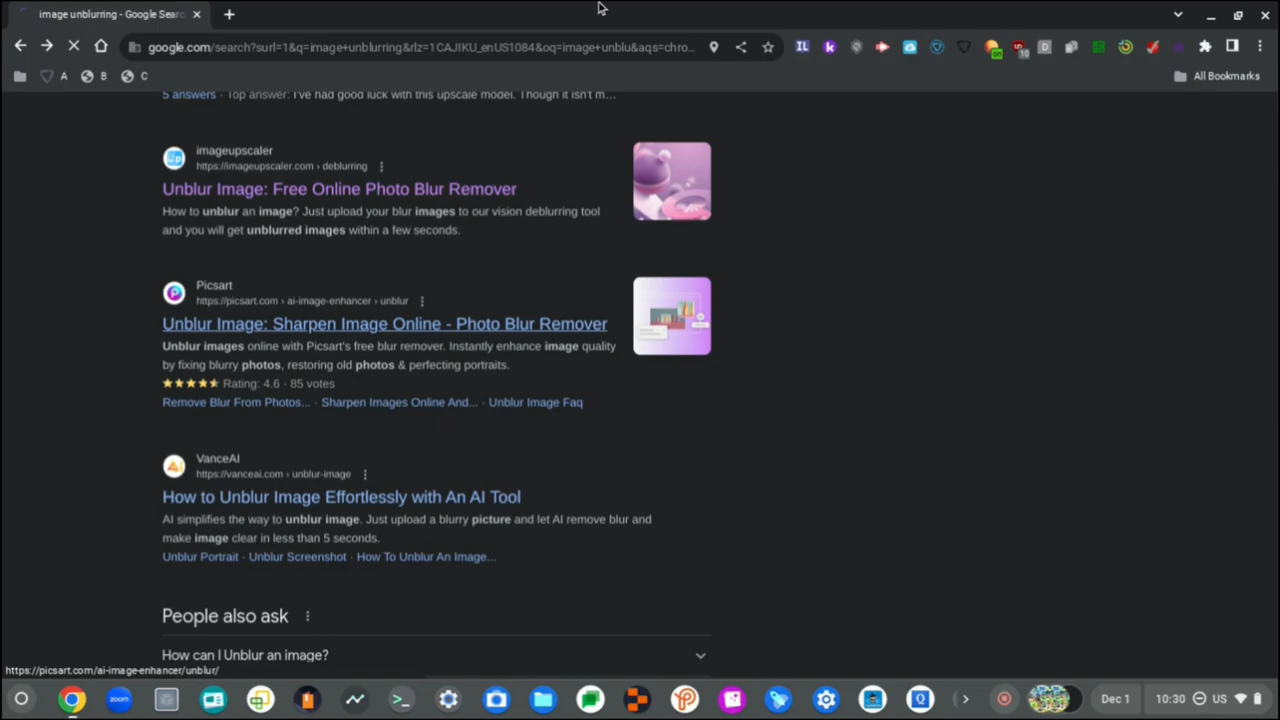 image unblurring - Google Searc
google.com/search?surl=1&q=image+unblurring&rlz=1CAJIKU_enUS1084&oq=image+unblu&aqs=chro...
IL
k
on
10
D
A
B
C
All Bookmarks
5 answers · Top answer: I've had good luck with this upscale model. Though it isn't m...
Up
imageupscaler
https://imageupscaler.com › deblurring
Unblur Image: Free Online Photo Blur Remover
How to unblur an image? Just upload your blur images to our vision deblurring tool
and you will get unblurred images within a few seconds.
Picsart
https://picsart.com › ai-image-enhancer › unblur
Unblur Image: Sharpen Image Online - Photo Blur Remover
Unblur images online with Picsart's free blur remover. Instantly enhance image quality
by fixing blurry photos, restoring old photos & perfecting portraits.
Rating: 4.6 · 85 votes
Remove Blur From Photos... · Sharpen Images Online And... · Unblur Image Faq
VanceAI
https://vanceai.com › unblur-image
How to Unblur Image Effortlessly with An AI Tool
AI simplifies the way to unblur image. Just upload a blurry picture and let AI remove blur and
make image clear in less than 5 seconds.
Unblur Portrait · Unblur Screenshot · How To Unblur An Image...
People also ask
How can I Unblur an image?
https://picsart.com/ai-image-enhancer/unblur/
zoom
Q
Dec 1
10:30
US